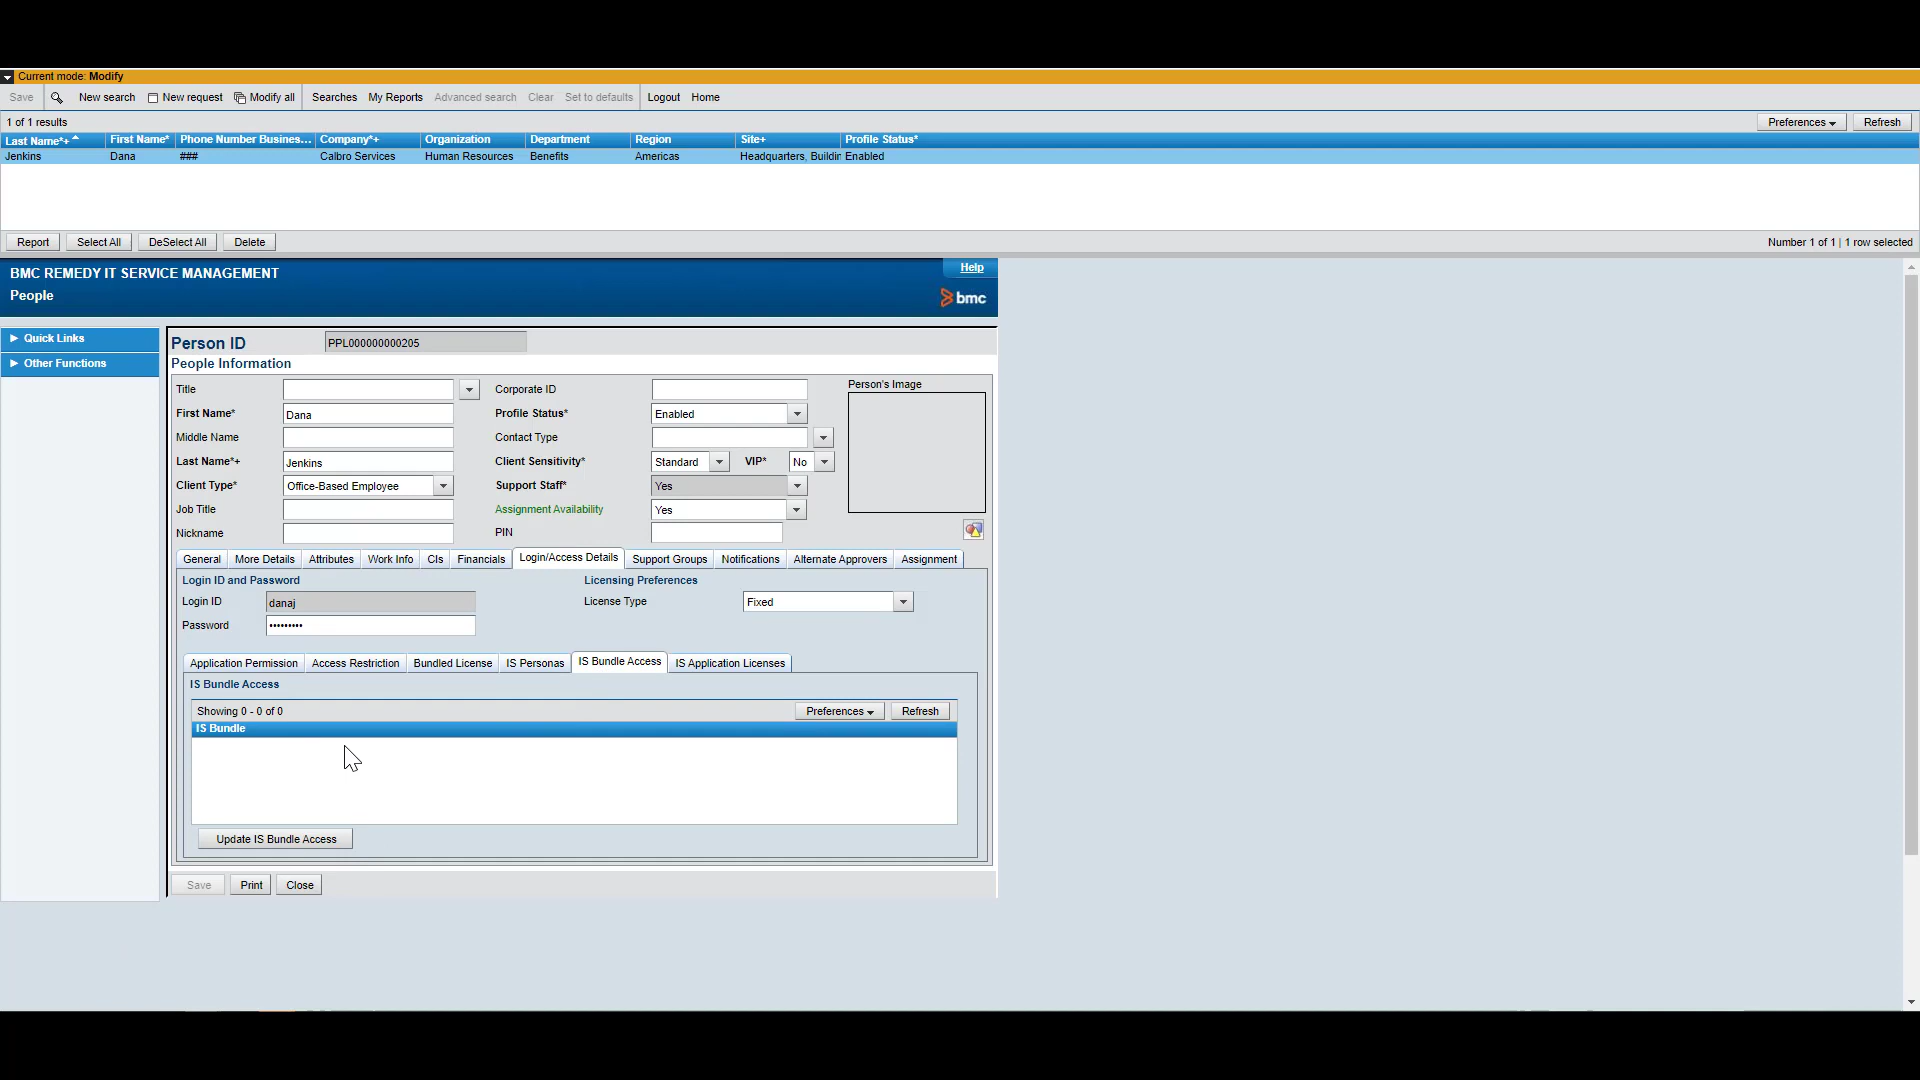 Current mode: Modify
Save New search New request Modify all Searches My Reports Advanced search Clear Set to defaults Logout Home
1 of 1 results Preferences Refresh
Last Name*+ First Name* Phone Number Busines... Company*+ Organization Department Region Site+ Profile Status*
Jenkins Dana ### Calbro Services Human Resources Benefits Americas Headquarters, Buildin Enabled
Report Select All DeSelect All Delete Number 1 of 1 | 1 row selected
BMC REMEDY IT SERVICE MANAGEMENT Help
People bmc
Quick Links
Other Functions
Person ID PPL000000000205
People Information
Title Corporate ID Person's Image
First Name* Dana Profile Status* Enabled
Middle Name Contact Type
Last Name*+ Jenkins Client Sensitivity* Standard VIP* No
Client Type* Office-Based Employee Support Staff* Yes
Job Title Assignment Availability Yes
Nickname PIN
General More Details Attributes Work Info CIs Financials Login/Access Details Support Groups Notifications Alternate Approvers Assignment
Login ID and Password Licensing Preferences
Login ID danaj License Type Fixed
Password •••••••••
Application Permission Access Restriction Bundled License IS Personas IS Bundle Access IS Application Licenses
IS Bundle Access
Showing 0 - 0 of 0 Preferences Refresh
IS Bundle
Update IS Bundle Access
Save Print Close